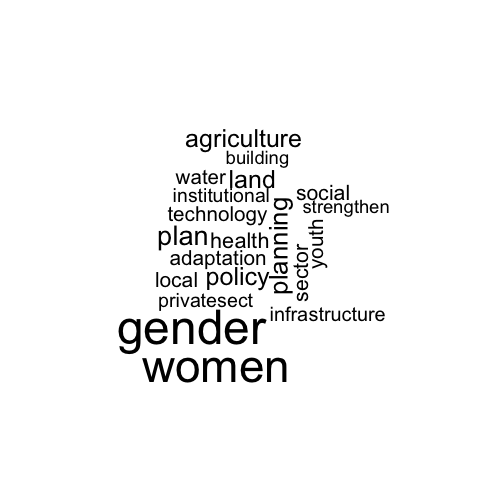 agriculture
building
water land
institutional social
technology strengthen
plan health planning youth
adaptation
local policy sector
privatesect
gender infrastructure
women